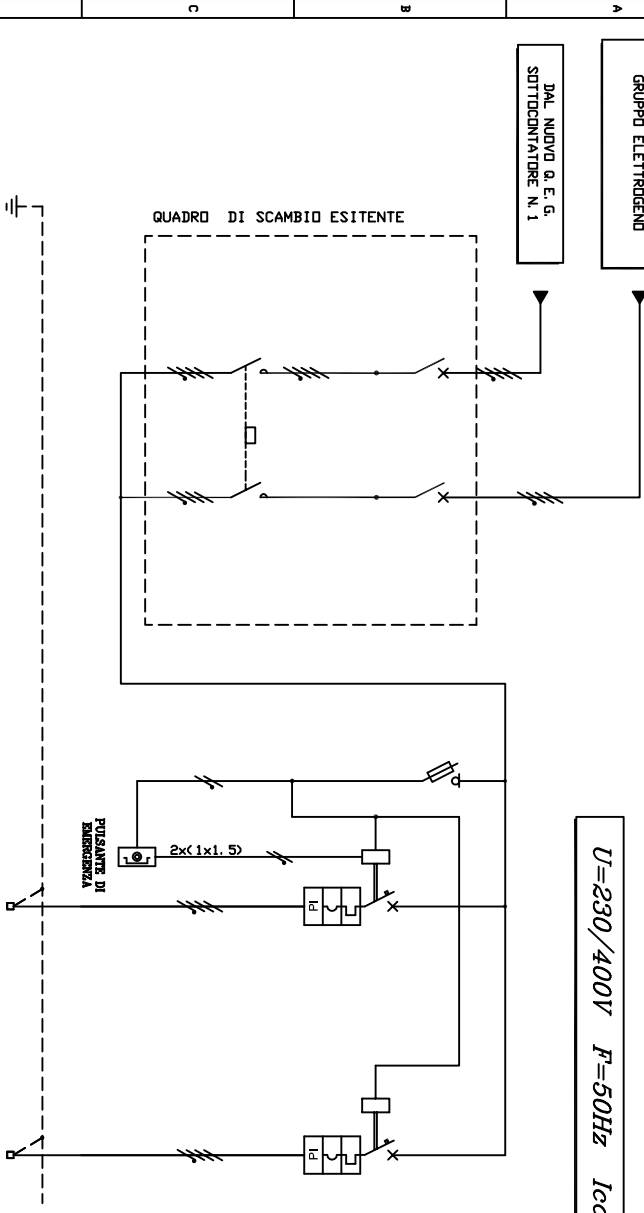 C
B
A
GRUPPO ELETTROGENO
DAL NUOVO Q.E.G.
SOTTOCONTATORE N.1
QUADRO DI SCAMBIO ESITENTE
U=230/400V F=50Hz Icc
PULSANTE DI
EMERGENZA
2x(1x1.5)
PI
PI